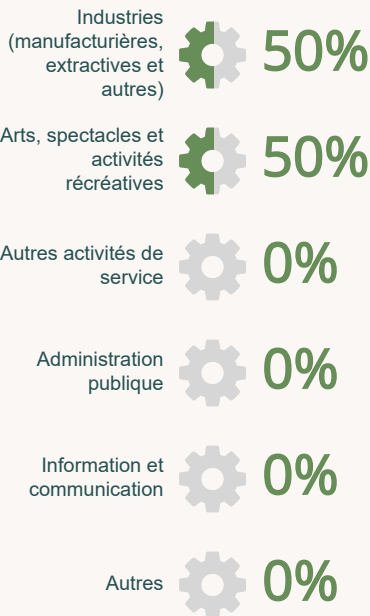 Industries
(manufacturières,
extractives et
autres)
50%
Arts, spectacles et
activités
récréatives
50%
Autres activités de
service
0%
Administration
publique
0%
Information et
communication
0%
Autres
0%